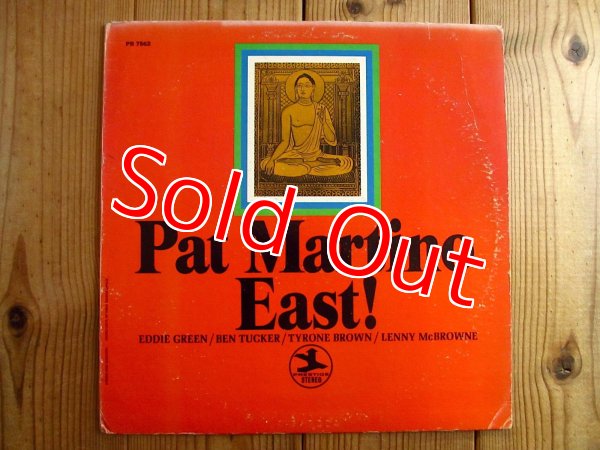 PR 7562
Sold Out
Pat Martino
East!
EDDIE GREEN/BEN TUCKER/TYRONE BROWN/LENNY McBROWNE
PRESTIGE
STEREO